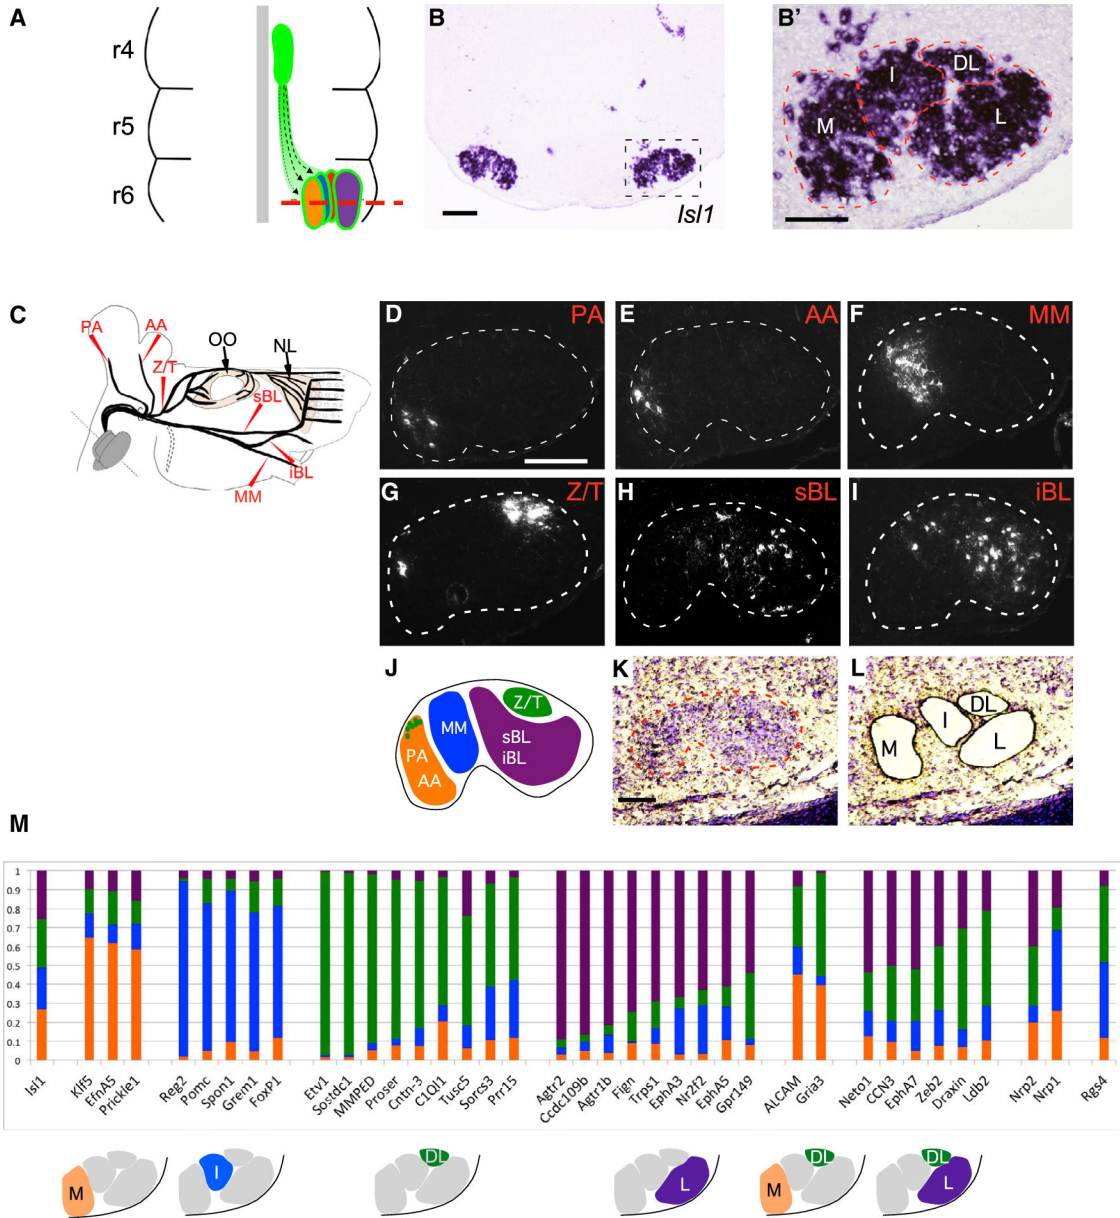 A
r4
r5
r6
B
Isl1
B’
M
I
DL
L
C
PA
AA
Z/T
OO
NL
sBL
iBL
MM
D
PA
E
AA
F
MM
G
Z/T
H
sBL
I
iBL
J
PA
AA
MM
Z/T
sBL
iBL
K
L
M
I
DL
L
M
1
0.9
0.8
0.7
0.6
0.5
0.4
0.3
0.2
0.1
0
Isl1
Klf5
EfnA5
Prickle1
Reg2
Pomc
Spon1
Grem1
FoxP1
Etv1
Sostdc1
MMPED
Proser
Cntn-3
C1Ql1
Tusc5
Sorcs3
Prr15
Agtr2
Ccdc109b
Agtr1b
Fign
Trps1
EphA3
Nr2f2
EphA5
Gpr149
ALCAM
Gria3
Neto1
CCN3
EphA7
Zeb2
Draxin
Ldb2
Nrp2
Nrp1
Rgs4
M
I
DL
L
M
DL
DL
L